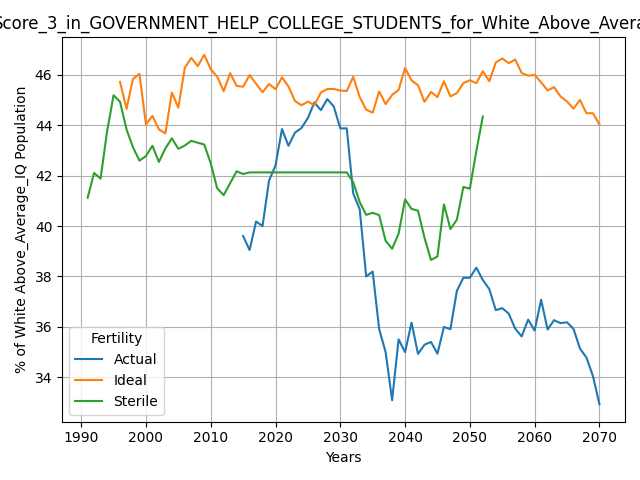 Score_3_in_GOVERNMENT_HELP_COLLEGE_STUDENTS_for_White_Above_Avera
% of White Above_Average_IQ Population
46
44
42
40
38
36
34
Fertility
Actual
Ideal
Sterile
1990 2000 2010 2020 2030 2040 2050 2060 2070
Years